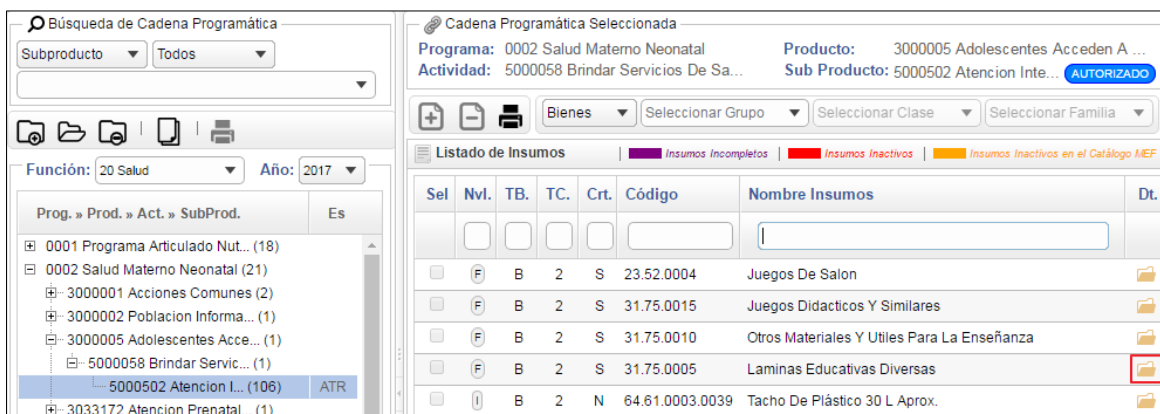 Búsqueda de Cadena Programática
Subproducto Todos
Función: 20 Salud Año: 2017
Prog. » Prod. » Act. » SubProd. Es
0001 Programa Articulado Nut... (18)
0002 Salud Materno Neonatal (21)
3000001 Acciones Comunes (2)
3000002 Poblacion Informa... (1)
3000005 Adolescentes Acce... (1)
5000058 Brindar Servic... (1)
5000502 Atencion I... (106) ATR
3033172 Atencion Prenatal... (1)
Cadena Programática Seleccionada
Programa: 0002 Salud Materno Neonatal Producto: 3000005 Adolescentes Acceden A ...
Actividad: 5000058 Brindar Servicios De Sa... Sub Producto: 5000502 Atencion Inte... AUTORIZADO
Bienes Seleccionar Grupo Seleccionar Clase Seleccionar Familia
Listado de Insumos | Insumos Incompletos | Insumos Inactivos | Insumos Inactivos en el Catálogo MEF
Sel Nvl. TB. TC. Crt. Código Nombre Insumos Dt.
F B 2 S 23.52.0004 Juegos De Salon
F B 2 S 31.75.0015 Juegos Didacticos Y Similares
F B 2 S 31.75.0010 Otros Materiales Y Utiles Para La Enseñanza
F B 2 S 31.75.0005 Laminas Educativas Diversas
I B 2 N 64.61.0003.0039 Tacho De Plástico 30 L Aprox.